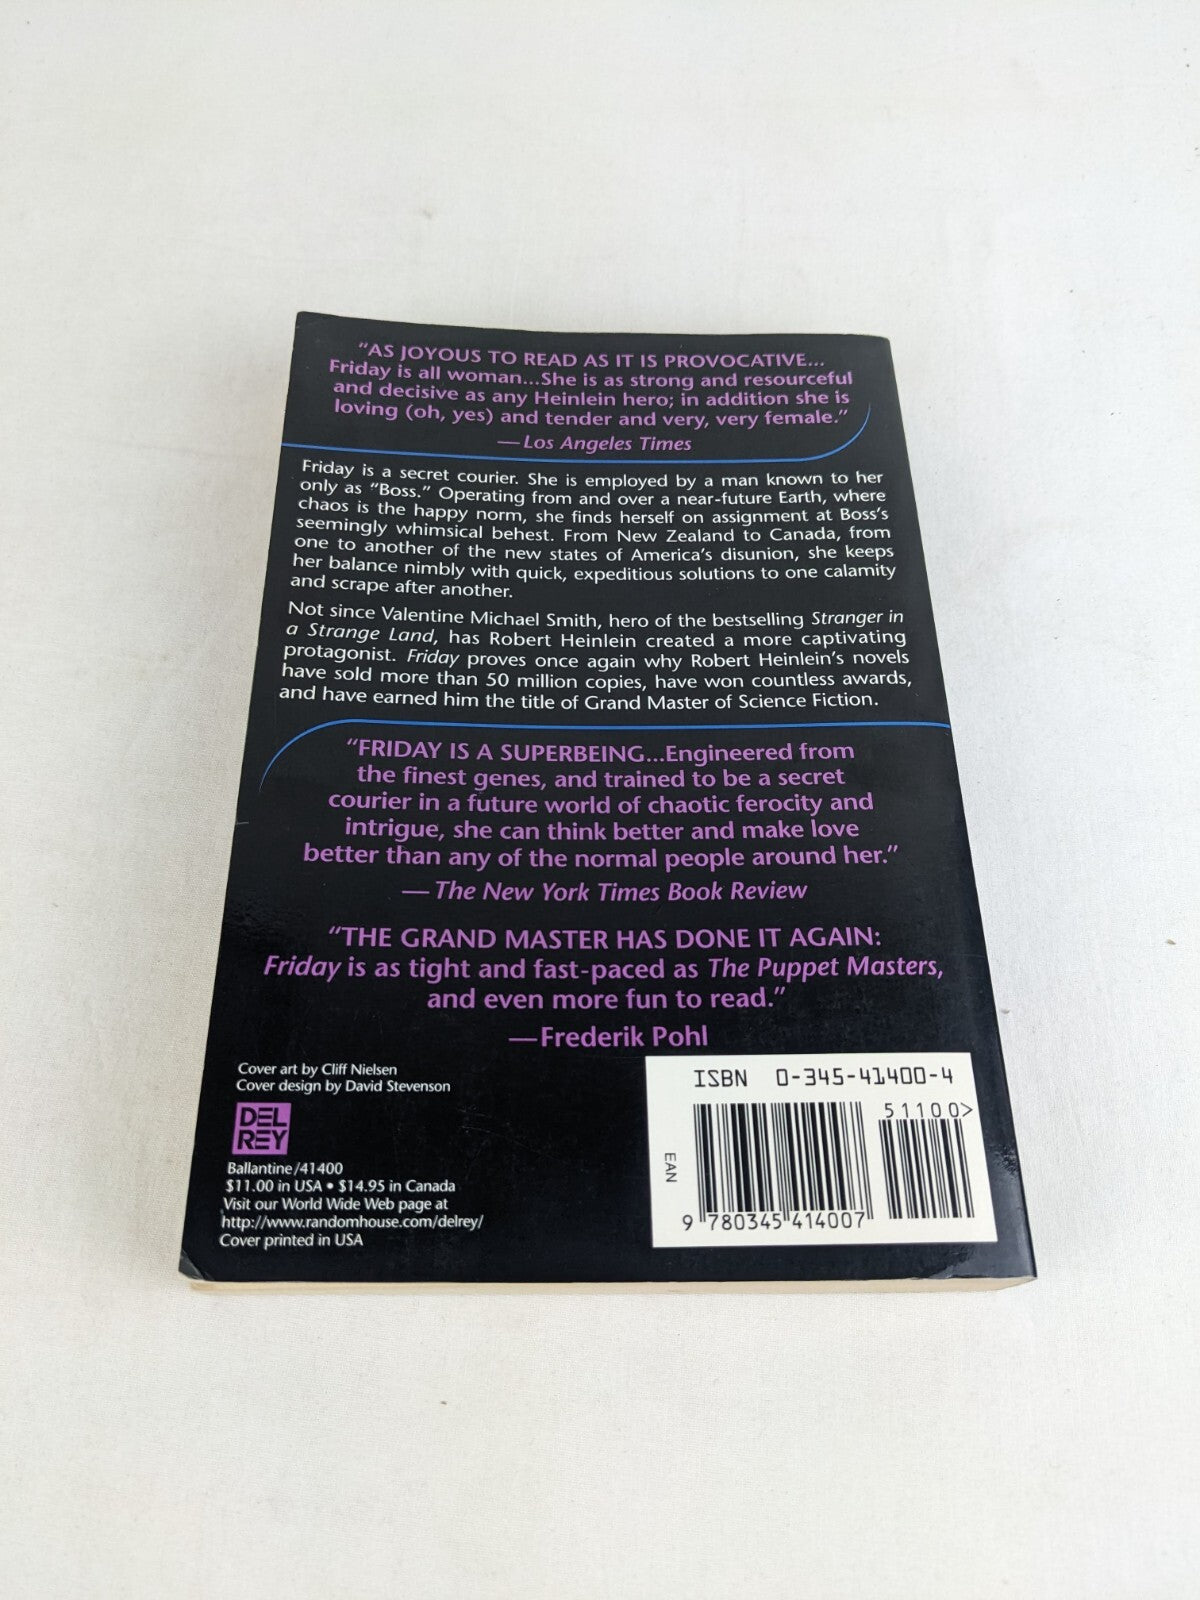 "AS JOYOUS TO READ AS IT IS PROVOCATIVE...
Friday is all woman...She is as strong and resourceful
and decisive as any Heinlein hero; in addition she is
loving (oh, yes) and tender and very, very female."
—Los Angeles Times
Friday is a secret courier. She is employed by a man known to her
only as "Boss." Operating from and over a near-future Earth, where
chaos is the happy norm, she finds herself on assignment at Boss's
seemingly whimsical behest. From New Zealand to Canada, from
one to another of the new states of America's disunion, she keeps
her balance nimbly with quick, expeditious solutions to one calamity
and scrape after another.
Not since Valentine Michael Smith, hero of the bestselling Stranger in
a Strange Land, has Robert Heinlein created a more captivating
protagonist. Friday proves once again why Robert Heinlein's novels
have sold more than 50 million copies, have won countless awards,
and have earned him the title of Grand Master of Science Fiction.
"FRIDAY IS A SUPERBEING...Engineered from
the finest genes, and trained to be a secret
courier in a future world of chaotic ferocity and
intrigue, she can think better and make love
better than any of the normal people around her."
—The New York Times Book Review
"THE GRAND MASTER HAS DONE IT AGAIN:
Friday is as tight and fast-paced as The Puppet Masters,
and even more fun to read."
—Frederik Pohl
Cover art by Cliff Nielsen
Cover design by David Stevenson
DEL
REY
Ballantine/41400
$11.00 in USA • $14.95 in Canada
Visit our World Wide Web page at
http://www.randomhouse.com/delrey/
Cover printed in USA
ISBN 0-345-41400-4
51100>
EAN
9 780345 414007